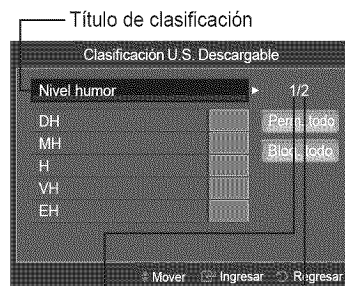 Título de clasificación
Clasificación U.S. Descargable
Nivel humor ► 1/2
DH Perm. todo
MH Bloq. todo
H
VH
EH
Mover Ingresar Regresar